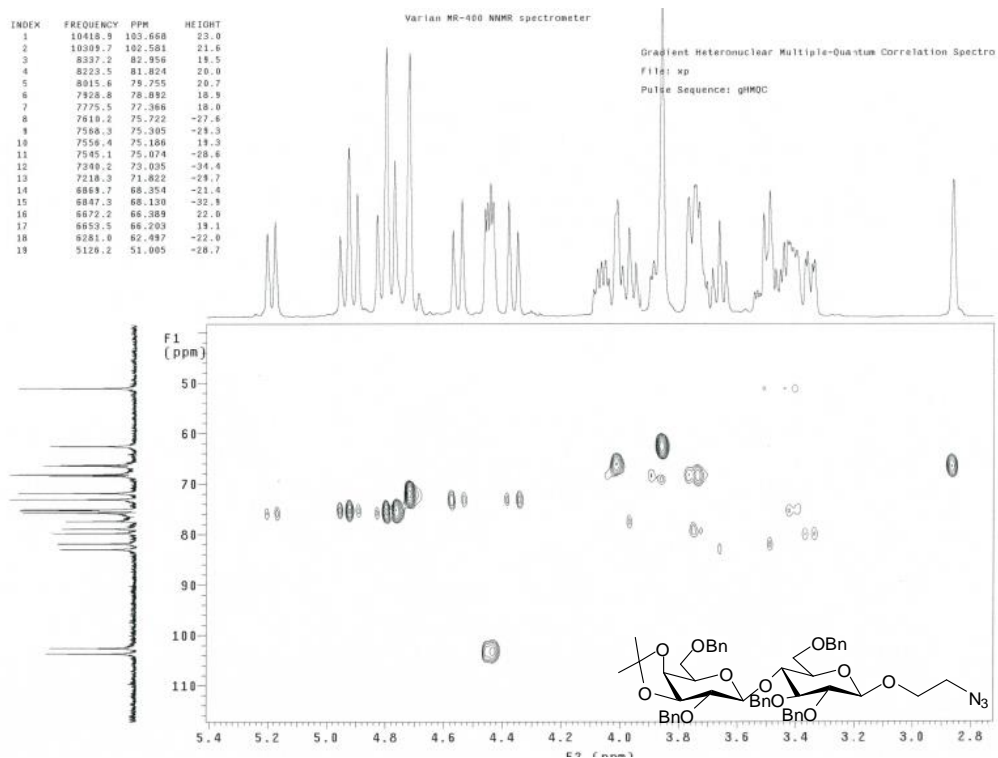 Varian MR-400 NNMR spectrometer
INDEX FREQUENCY PPM HEIGHT
1 10418.9 103.668 23.0
2 10309.7 102.581 21.6
3 8337.2 82.956 19.5
4 8223.5 81.824 20.0
5 8015.6 79.755 20.7
6 7928.8 78.892 18.9
7 7775.5 77.366 18.0
8 7610.2 75.722 -27.6
9 7568.3 75.305 -29.3
10 7556.4 75.186 19.3
11 7545.1 75.074 -28.6
12 7340.2 73.035 -34.4
13 7218.3 71.822 -29.7
14 6869.7 68.354 -21.4
15 6847.3 68.130 -32.9
16 6672.2 66.389 22.0
17 6653.5 66.203 19.1
18 6281.0 62.497 -22.0
19 5126.2 51.005 -28.7
Gradient Heteronuclear Multiple-Quantum Correlation Spectro
File: xp
Pulse Sequence: gHMQC
F1
(ppm)
50
60
70
80
90
100
110
OBn
OBn
O
O
O
O
O
O
O
N3
BnO
BnO
BnO
5.4 5.2 5.0 4.8 4.6 4.4 4.2 4.0 3.8 3.6 3.4 3.2 3.0 2.8
F2 (ppm)